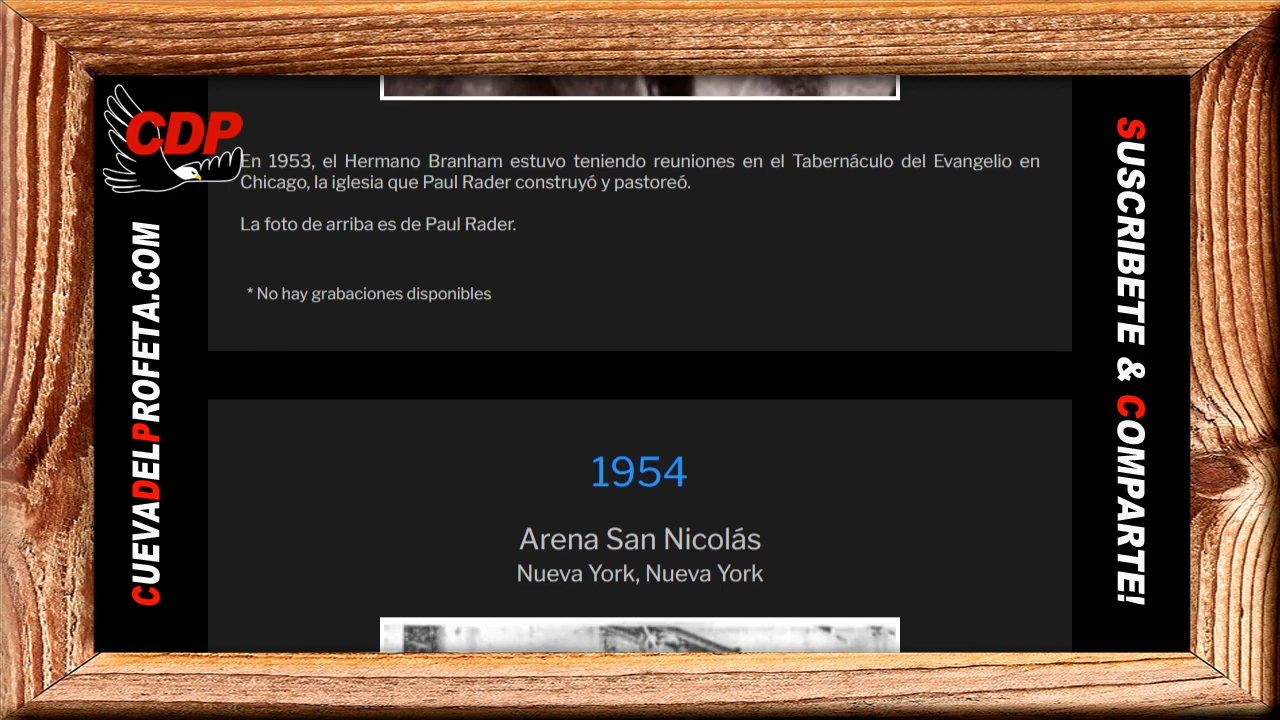 CDP
CUEVADELPROFETA.COM
En 1953, el Hermano Branham estuvo teniendo reuniones en el Tabernáculo del Evangelio en
Chicago, la iglesia que Paul Rader construyó y pastoreó.
La foto de arriba es de Paul Rader.
* No hay grabaciones disponibles
1954
Arena San Nicolás
Nueva York, Nueva York
SUSCRIBETE & COMPARTE!